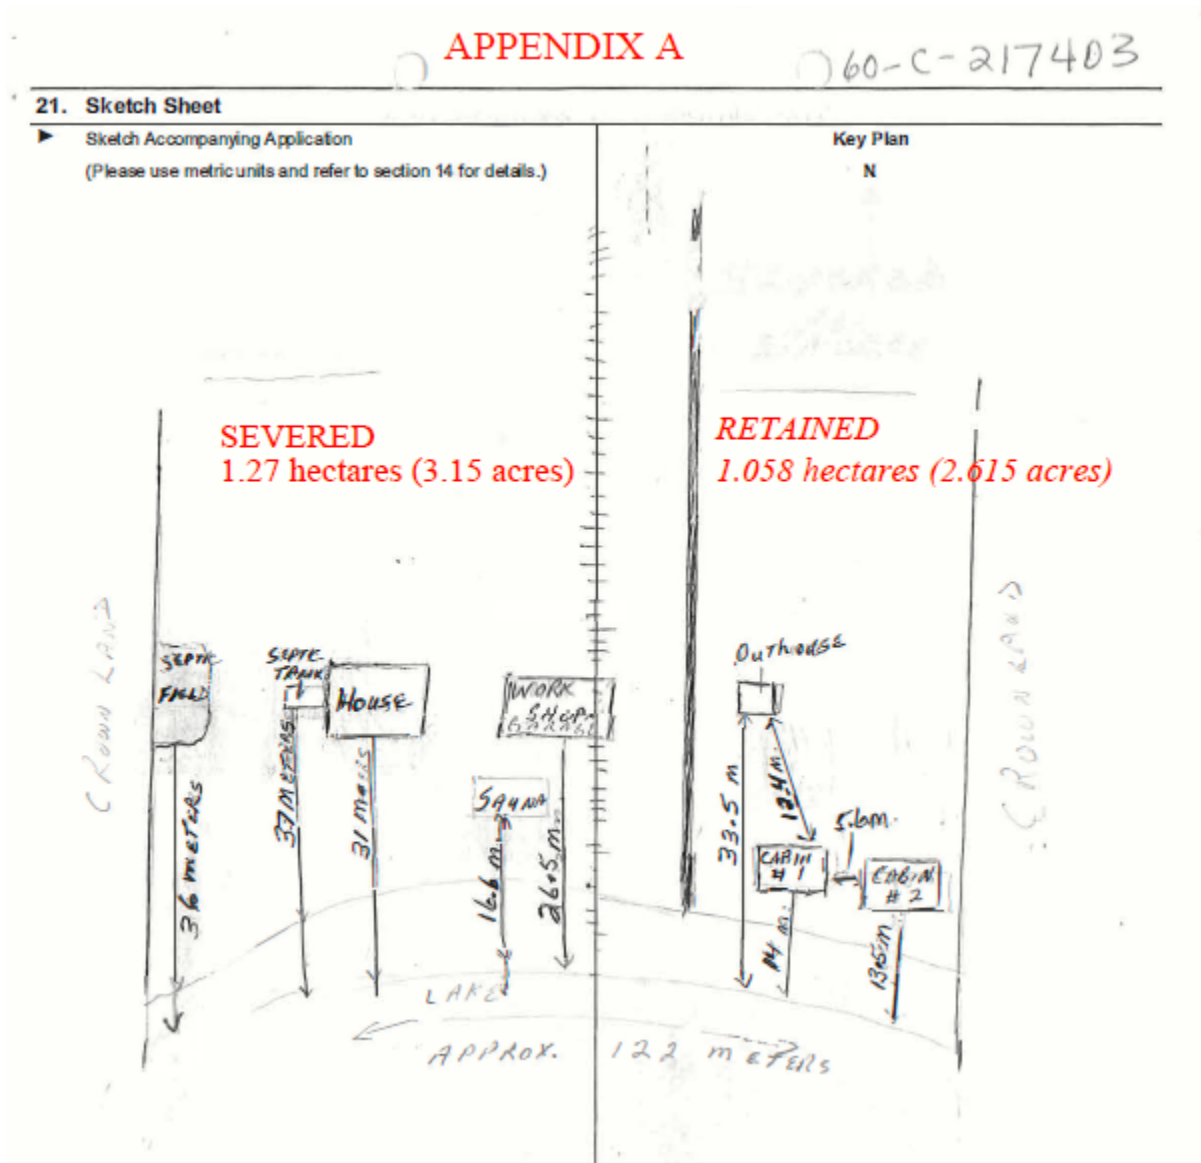 APPENDIX A
60-C-217403
21. Sketch Sheet
Sketch Accompanying Application
(Please use metric units and refer to section 14 for details.)
Key Plan
N
SEVERED
1.27 hectares (3.15 acres)
RETAINED
1.058 hectares (2.615 acres)
CROWN LAND
SEPTIC
FIELD
36 METERS
SEPTIC
TANK
37 METERS
HOUSE
31 METERS
WORK
SHOP
GARAGE
SAUNA
16.6 m.
26.5 m.
OUTHOUSE
33.5 m
12.4 m.
CABIN
# 1
5.6m.
CABIN
# 2
14 m.
13.5m
CROWN LAND
LAKE
APPROX. 122 METERS